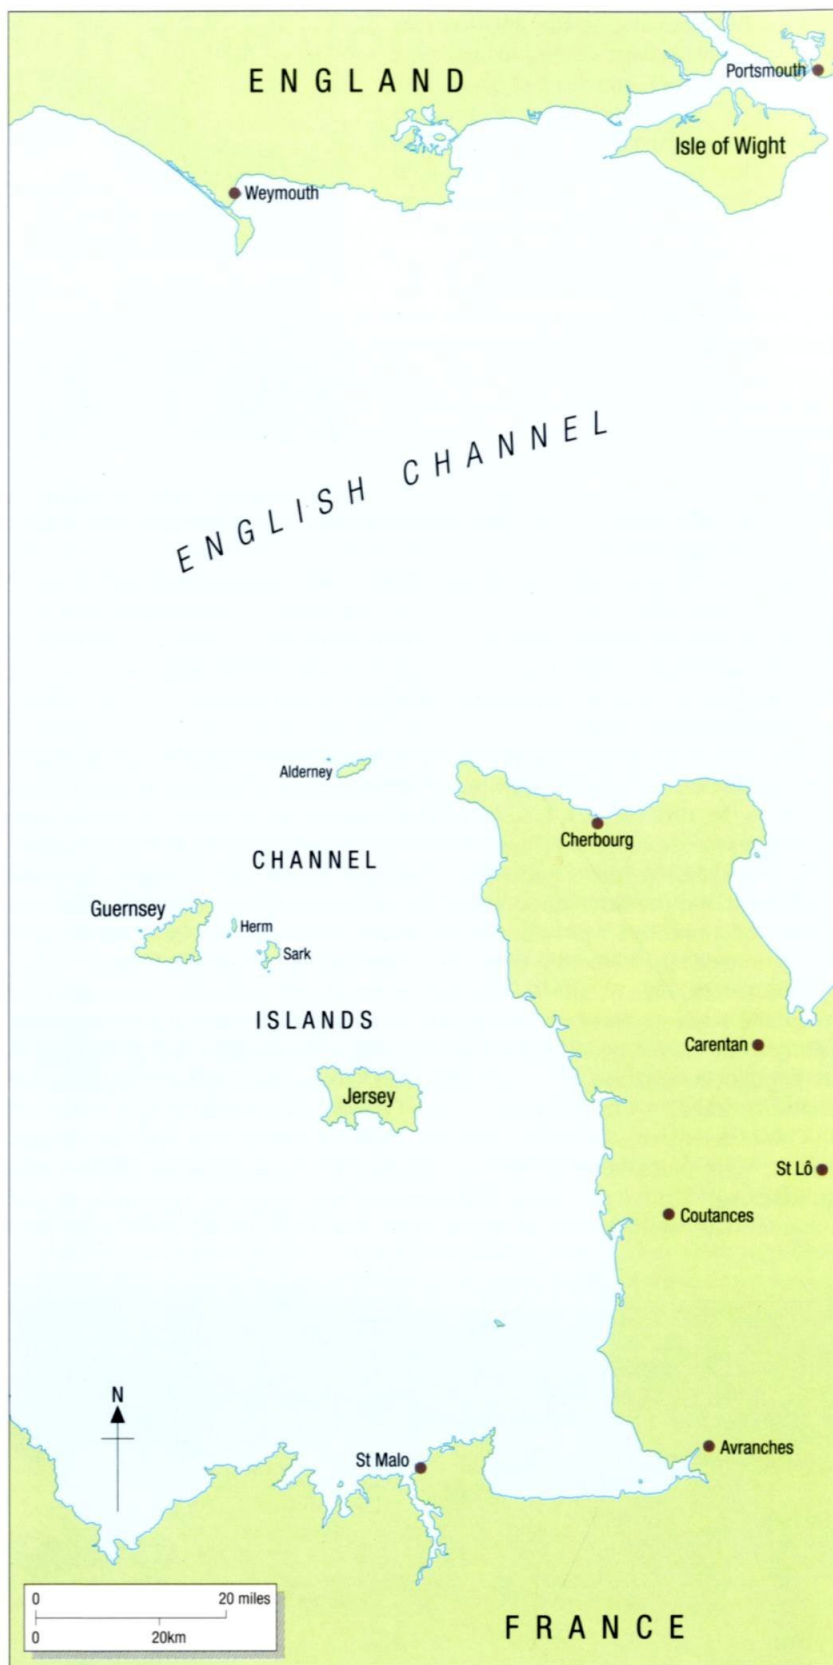 Portsmouth
ENGLAND
Isle of Wight
Weymouth
ENGLISH CHANNEL
Alderney
Cherbourg
CHANNEL
Guernsey
Herm
Sark
ISLANDS
Carentan
Jersey
St Lô
Coutances
N
Avranches
St Malo
0 20 miles
0 20km
FRANCE